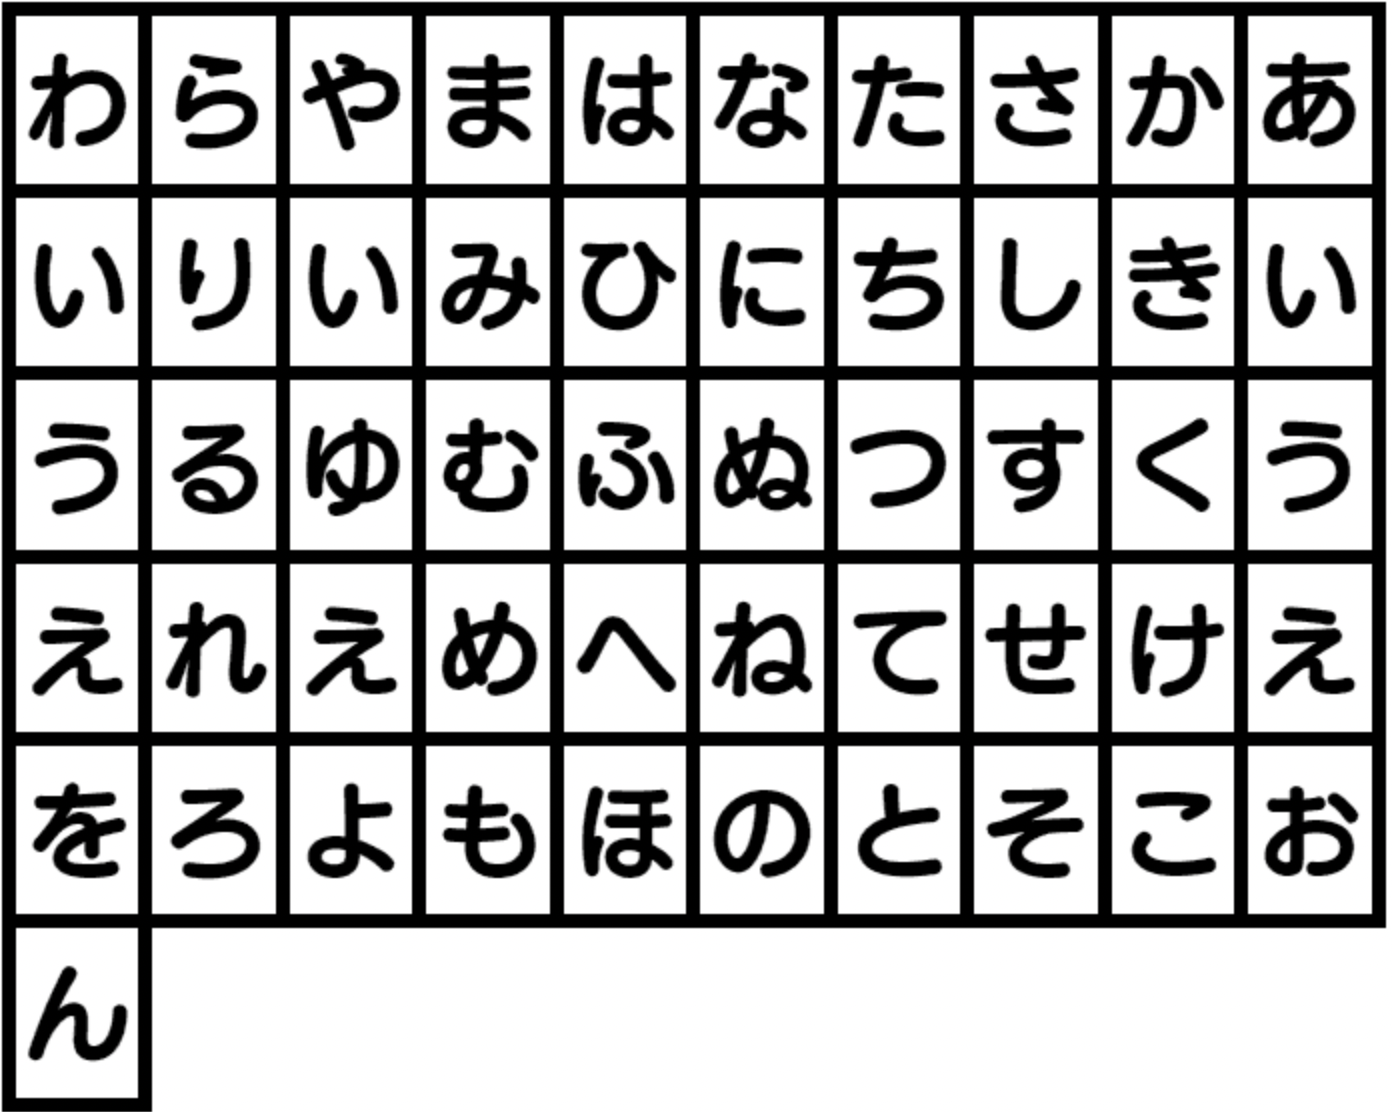 わ ら や ま は な た さ か あ
い り い み ひ に ち し き い
う る ゆ む ふ ぬ つ す く う
え れ え め へ ね て せ け え
を ろ よ も ほ の と そ こ お
ん